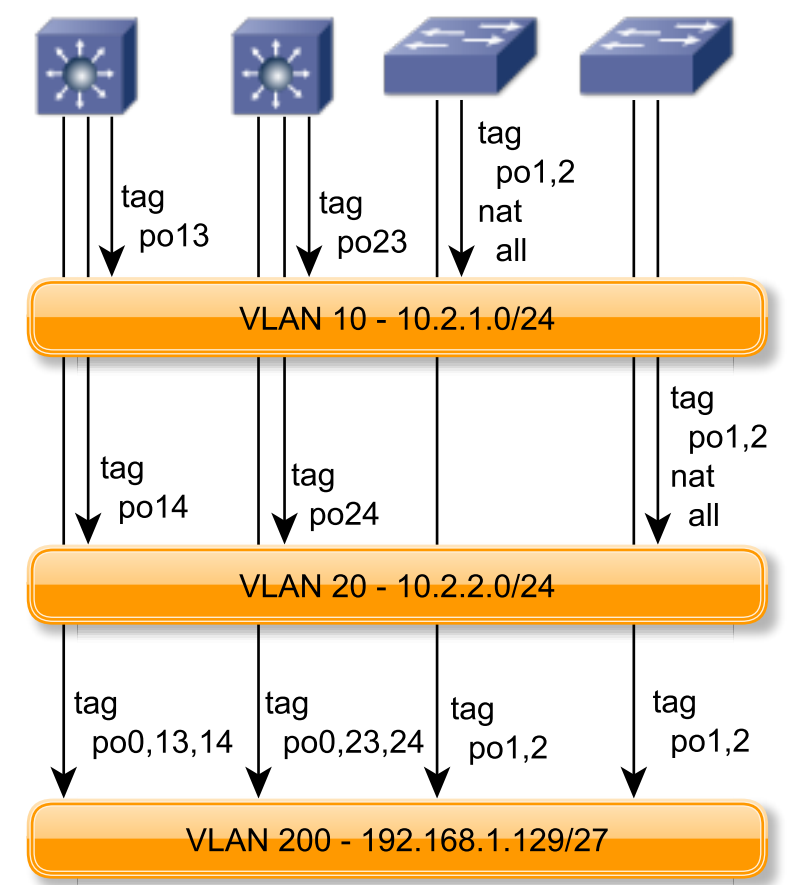 tag
po1,2
nat
all
tag
po13
tag
po23
VLAN 10 - 10.2.1.0/24
tag
po1,2
nat
all
tag
po14
tag
po24
VLAN 20 - 10.2.2.0/24
tag
po0,13,14
tag
po0,23,24
tag
po1,2
tag
po1,2
VLAN 200 - 192.168.1.129/27